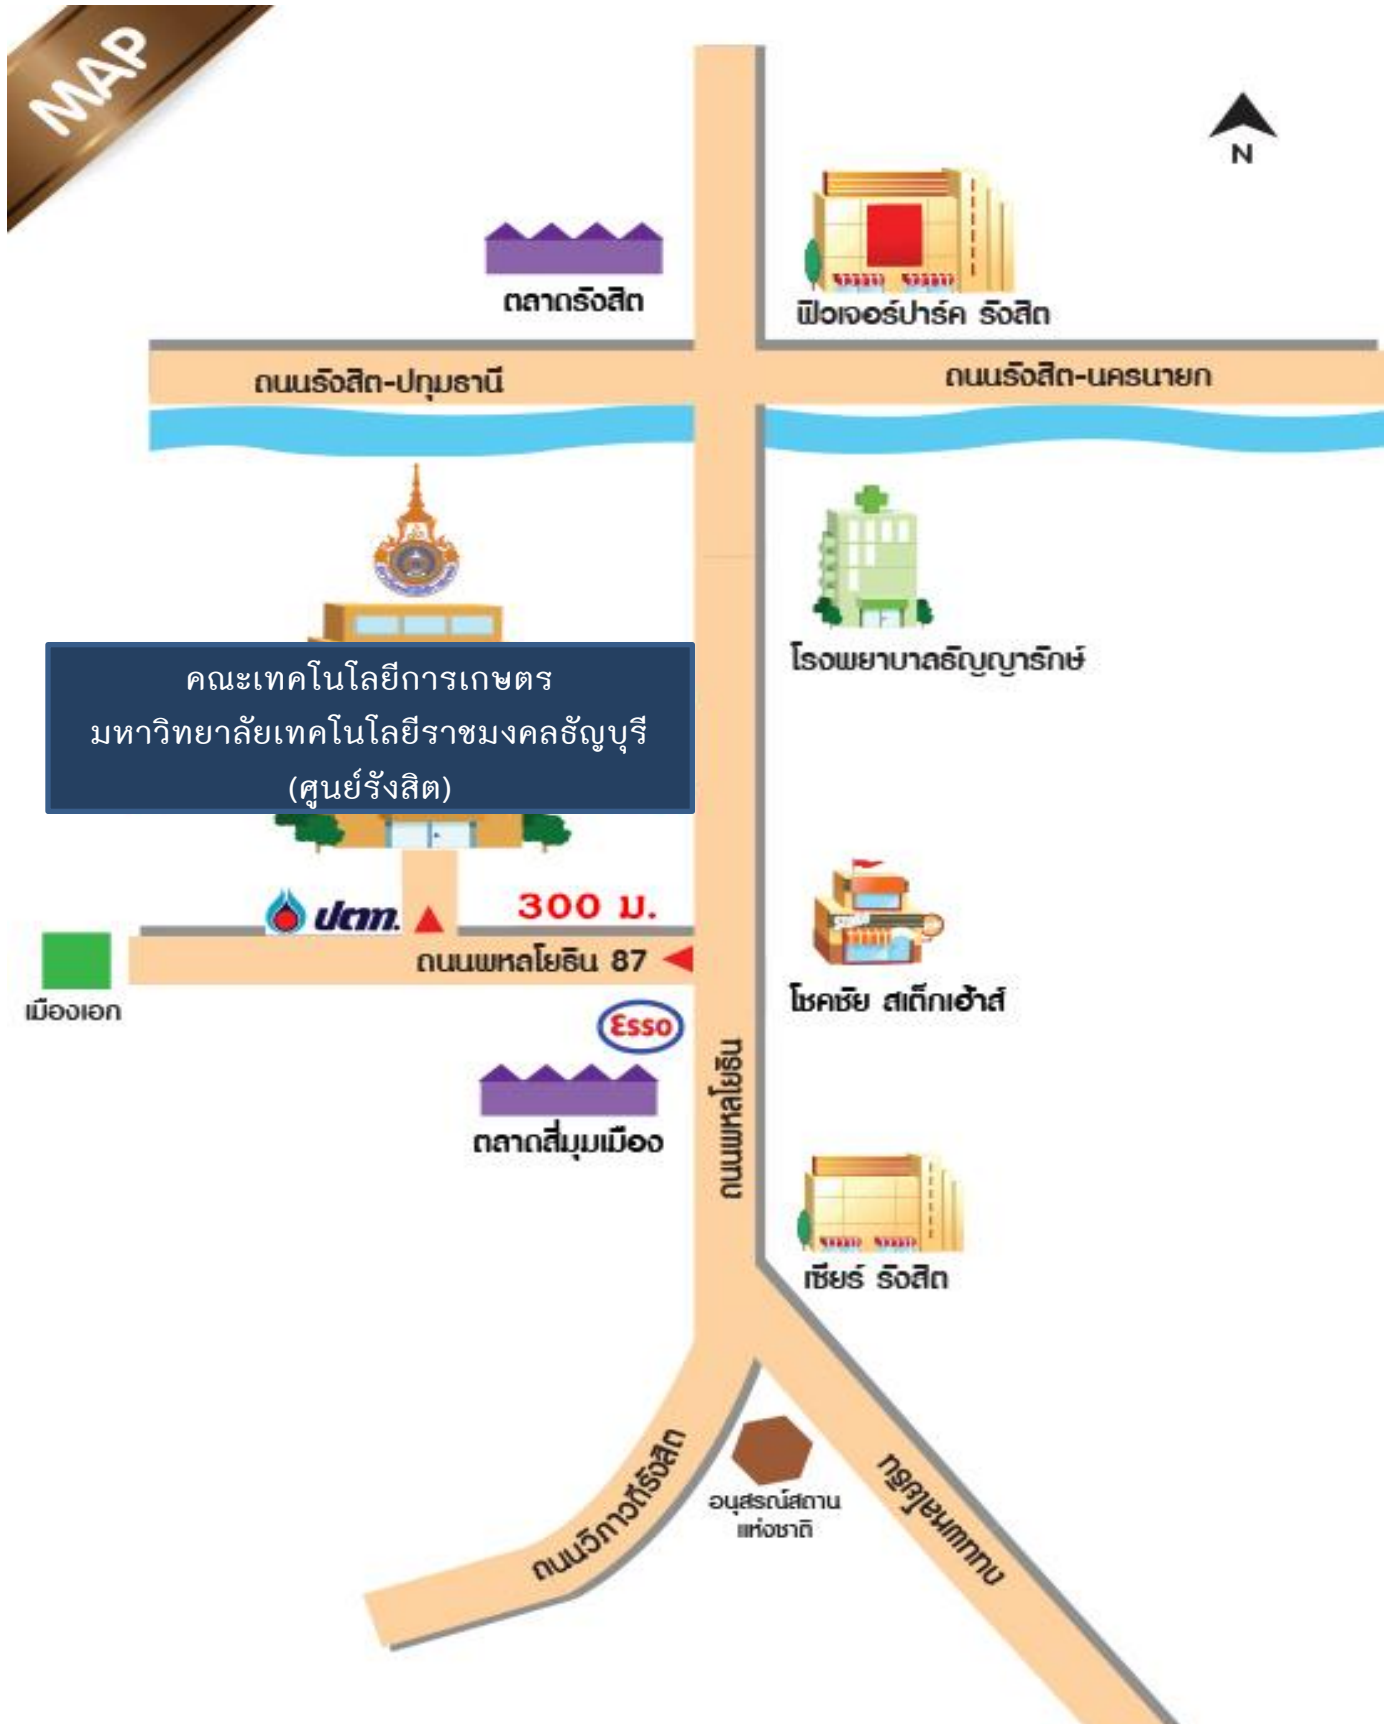 MAP
N
ตลาดรังสิต
ฟิวเจอร์ปาร์ค รังสิต
ถนนรังสิต-ปทุมธานี
ถนนรังสิต-นครนายก
โรงพยาบาลธัญญารักษ์
คณะเทคโนโลยีการเกษตร
มหาวิทยาลัยเทคโนโลยีราชมงคลธัญบุรี
(ศูนย์รังสิต)
ปตท.
300 ม.
ถนนพหลโยธิน 87
เมืองเอก
โชคชัย สเต็กเฮ้าส์
Esso
ตลาดสี่มุมเมือง
ถนนพหลโยธิน
เซียร์ รังสิต
ถนนวิภาวดีรังสิต
อนุสรณ์สถาน
แห่งชาติ
ถนนพหลโยธิน